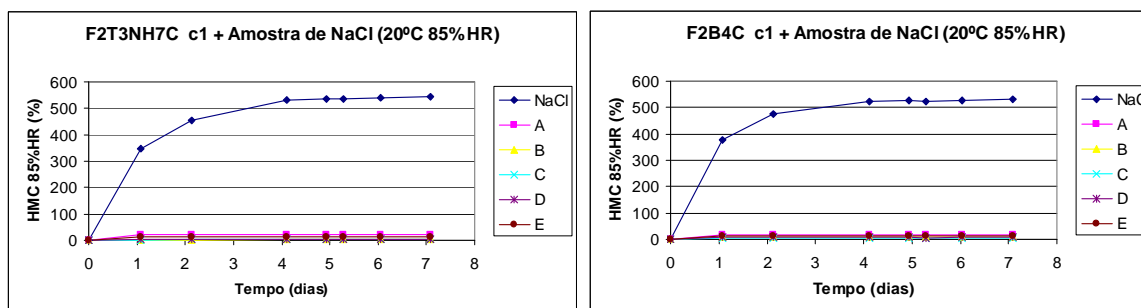 F2T3NH7C c1 + Amostra de NaCl (20ºC 85%HR)
HMC 85%HR (%)
600
500
400
300
200
100
0
0 1 2 3 4 5 6 7 8
Tempo (dias)
NaCl
A
B
C
D
E
F2B4C c1 + Amostra de NaCl (20ºC 85%HR)
HMC 85%HR (%)
600
500
400
300
200
100
0
0 1 2 3 4 5 6 7 8
Tempo (dias)
NaCl
A
B
C
D
E